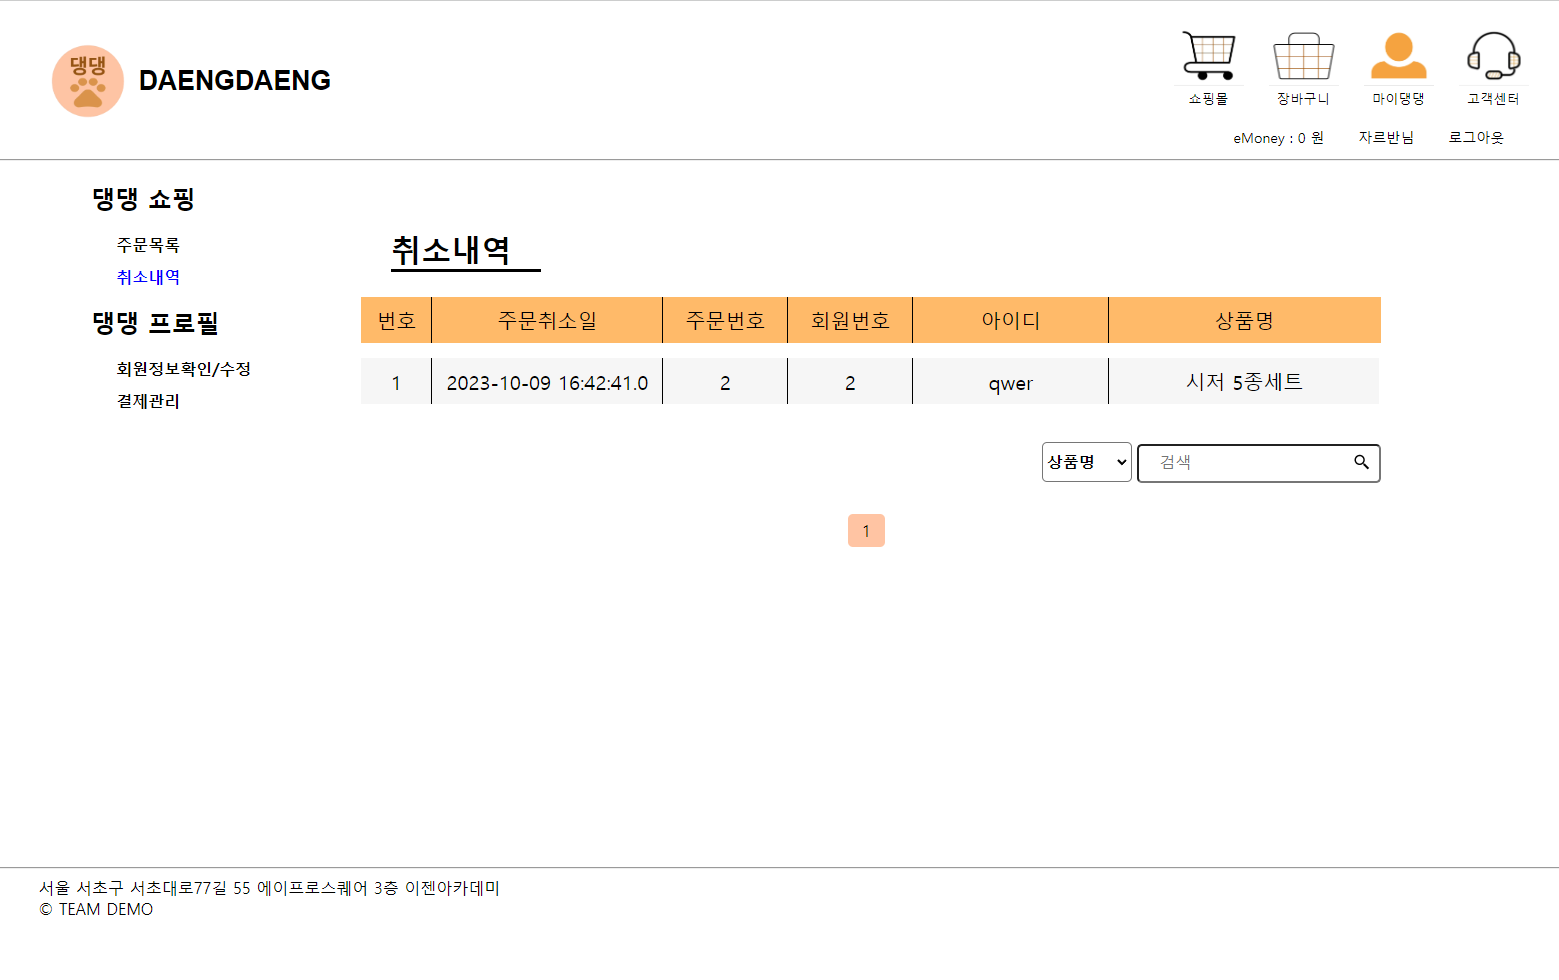 댕댕
DAENGDAENG
쇼핑몰 장바구니 마이댕댕 고객센터
eMoney : 0 원 자르반님 로그아웃
댕댕 쇼핑
주문목록
취소내역
댕댕 프로필
회원정보확인/수정
결제관리
취소내역
번호 주문취소일 주문번호 회원번호 아이디 상품명
1 2023-10-09 16:42:41.0 2 2 qwer 시저 5종세트
상품명 검색
1
서울 서초구 서초대로77길 55 에이프로스퀘어 3층 이젠아카데미
© TEAM DEMO